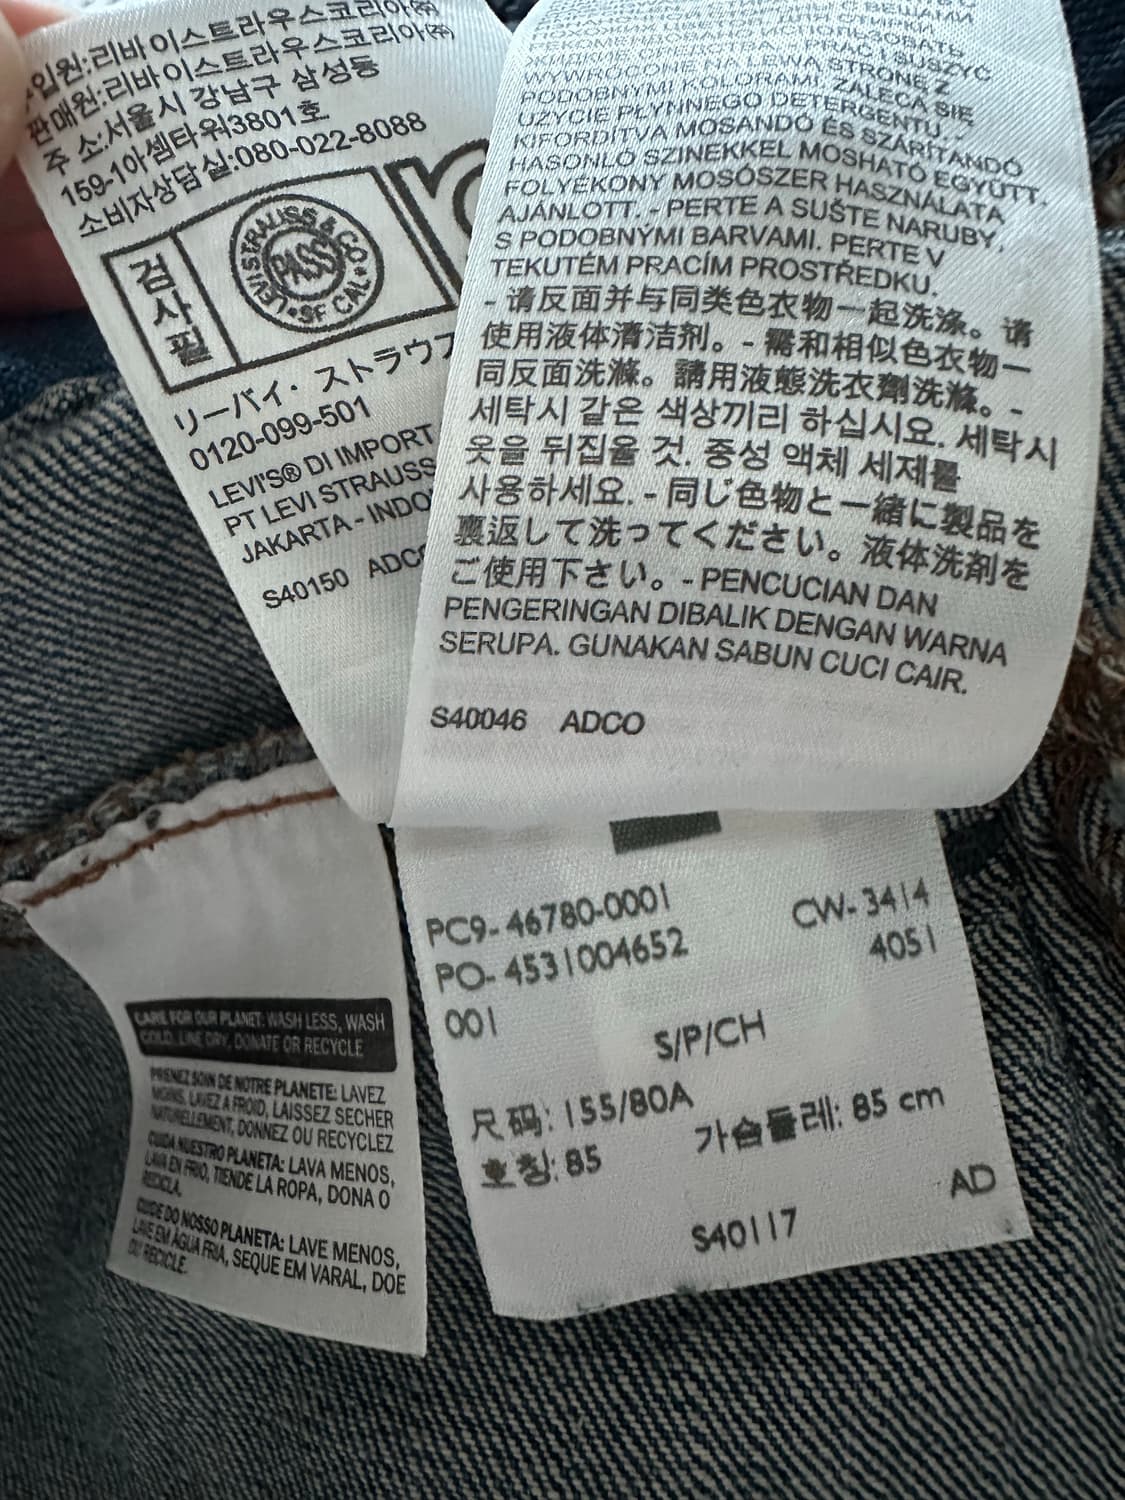 입원:리바이스트라우스코리아㈜
판매원:리바이스트라우스코리아㈜
주 소:서울시 강남구 삼성동
159-1아셈타워3801호
소비자상담실:080-022-8088
검사필
LEVI STRAUSS & CO
PASS
SF CAL
リーバイ・ストラウス
0120-099-501
LEVI'S® DI IMPORT
PT LEVI STRAUSS
JAKARTA - INDO
S40150 ADCO
WYWRÓCONE NA LEWĄ STRONĘ Z
PODOBNYMI KOLORAMI. ZALECA SIĘ
UŻYCIE PŁYNNEGO DETERGENTU. -
KIFORDÍTVA MOSANDÓ ÉS SZÁRÍTANDÓ
HASONLÓ SZINEKKEL MOSHATÓ EGYÜTT.
FOLYÉKONY MOSÓSZER HASZNÁLATA
AJÁNLOTT. - PERTE A SUŠTE NARUBY,
S PODOBNÝMI BARVAMI. PERTE V
TEKUTÉM PRACÍM PROSTŘEDKU.
- 请反面并与同类色衣物一起洗涤。请
使用液体清洁剂。- 需和相似色衣物一
同反面洗滌。請用液態洗衣劑洗滌。-
세탁시 같은 색상끼리 하십시요. 세탁시
옷을 뒤집을 것. 중성 액체 세제를
사용하세요. - 同じ色物と一緒に製品を
裏返して洗ってください。液体洗剤を
ご使用下さい。- PENCUCIAN DAN
PENGERINGAN DIBALIK DENGAN WARNA
SERUPA. GUNAKAN SABUN CUCI CAIR.
S40046 ADCO
CARE FOR OUR PLANET: WASH LESS, WASH
COLD, LINE DRY, DONATE OR RECYCLE
PRENEZ SOIN DE NOTRE PLANETE: LAVEZ
MOINS, LAVEZ A FROID, LAISSEZ SECHER
NATURELLEMENT, DONNEZ OU RECYCLEZ
CUIDA NUESTRO PLANETA: LAVA MENOS,
LAVA EN FRIO, TIENDE LA ROPA, DONA O
RECICLA.
CUIDE DO NOSSO PLANETA: LAVE MENOS,
LAVE EM AGUA FRIA, SEQUE EM VARAL, DOE
OU RECICLE.
PC9-46780-0001 CW-3414
PO-4531004652 4051
001
S/P/CH
尺码: 155/80A
호칭: 85 가슴둘레: 85 cm
AD
S40117